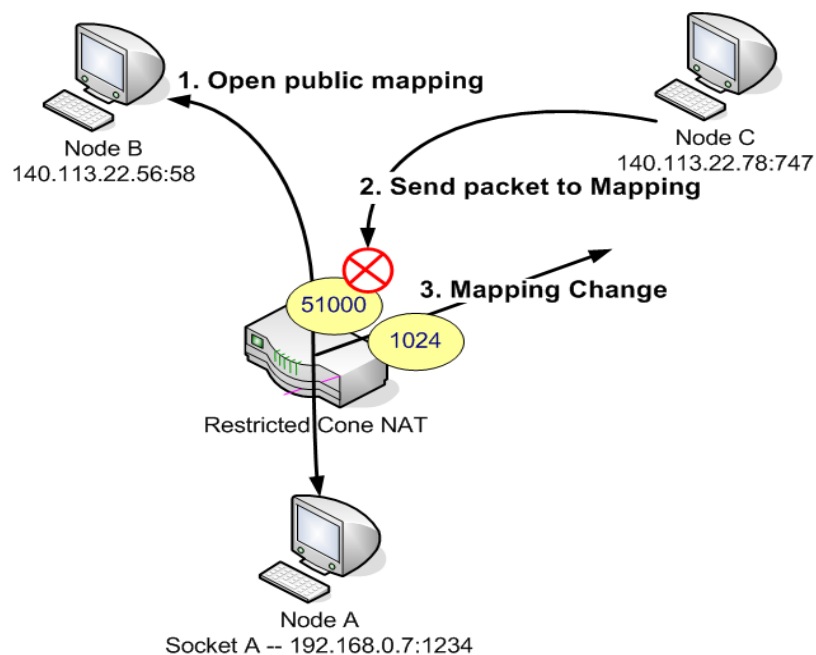 1. Open public mapping
Node B
140.113.22.56:58
Node C
140.113.22.78:747
2. Send packet to Mapping
3. Mapping Change
51000
1024
Restricted Cone NAT
Node A
Socket A -- 192.168.0.7:1234